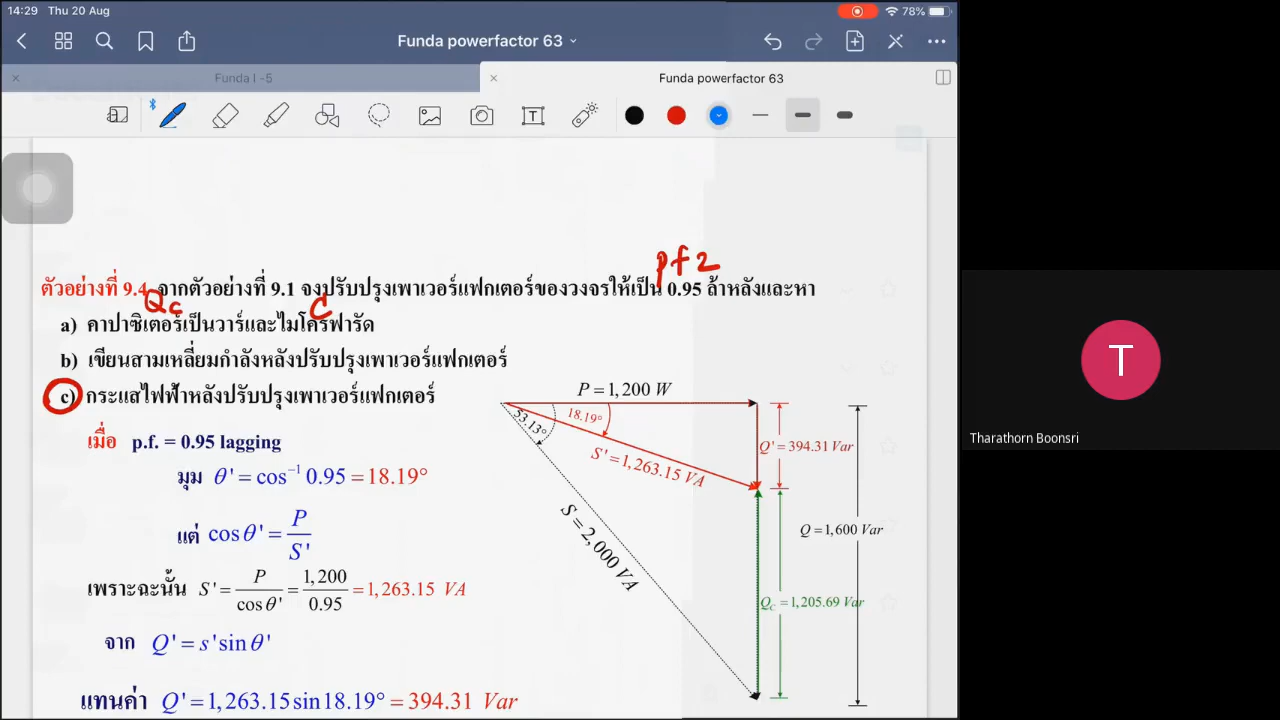 14:29 Thu 20 Aug
78%
Funda powerfactor 63
Funda I -5
Funda powerfactor 63
pf2
ตัวอย่างที่ 9.4 จากตัวอย่างที่ 9.1 จงปรับปรุงเพาเวอร์แฟกเตอร์ของวงจรให้เป็น 0.95 ล้าหลังและหา
Qc C
a) คาปาซิเตอร์เป็นวาร์และไมโครฟารัด
b) เขียนสามเหลี่ยมกำลังหลังปรับปรุงเพาเวอร์แฟกเตอร์
c) กระแสไฟฟ้าหลังปรับปรุงเพาเวอร์แฟกเตอร์
เมื่อ p.f. = 0.95 lagging
มุม θ' = cos⁻¹ 0.95 = 18.19°
แต่ cosθ' = P / S'
เพราะฉะนั้น S' = P / cosθ' = 1,200 / 0.95 = 1,263.15 VA
จาก Q' = s'sinθ'
แทนค่า Q' = 1,263.15sin18.19° = 394.31 Var
P = 1,200 W
53.13°
18.19°
S' = 1,263.15 VA
Q' = 394.31 Var
S = 2,000 VA
Q = 1,600 Var
QC = 1,205.69 Var
T
Tharathorn Boonsri